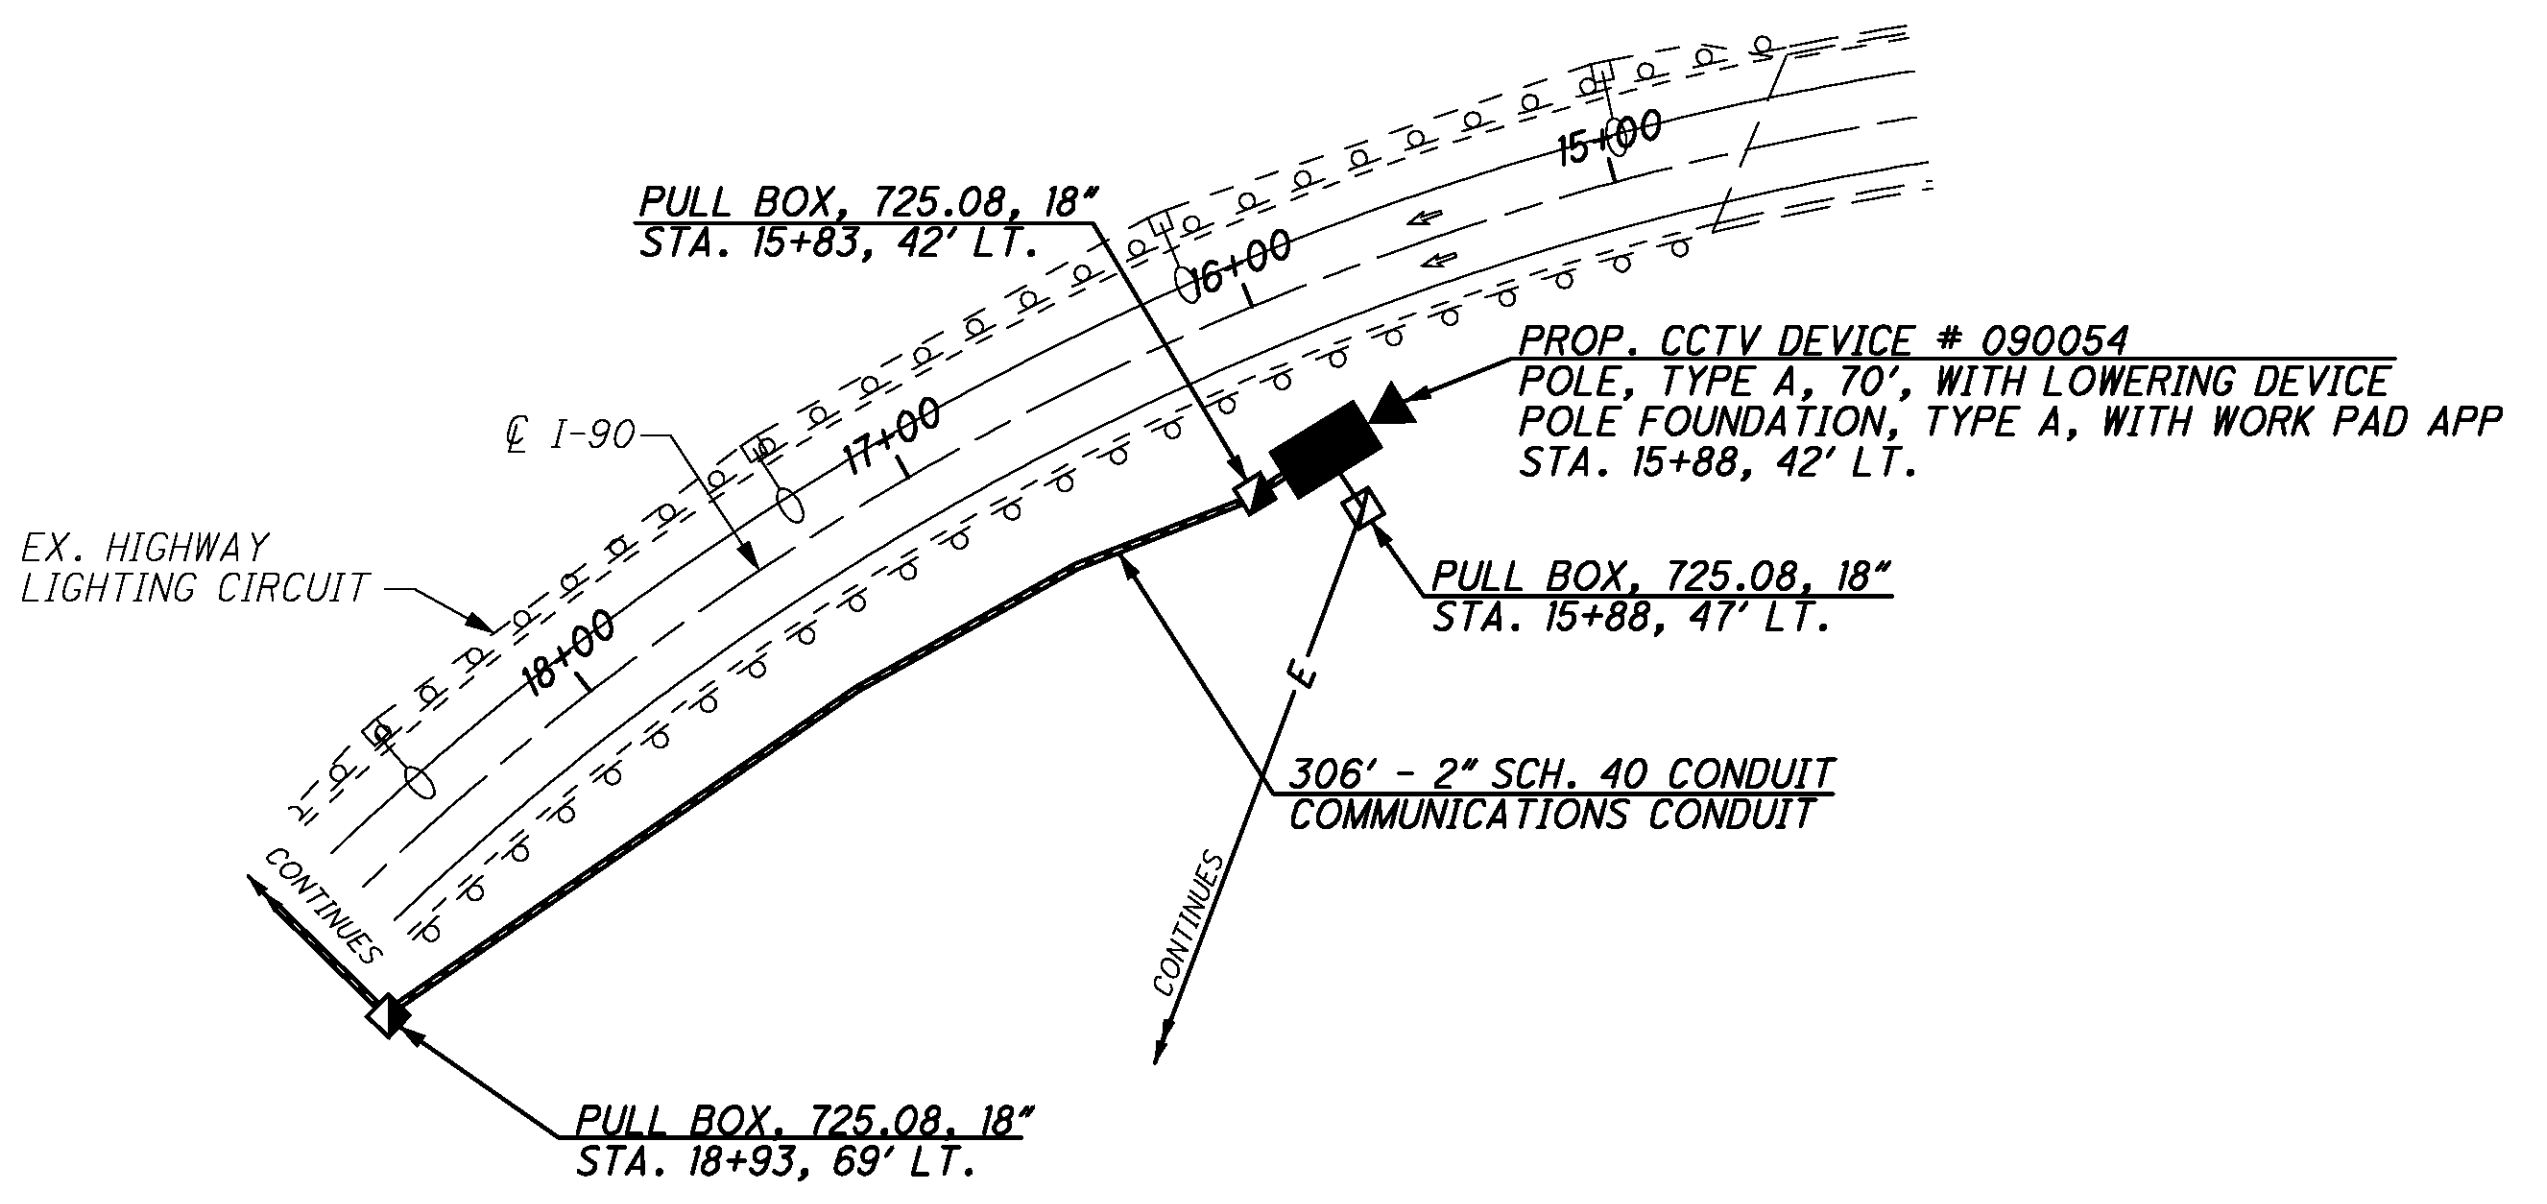 15+00
PULL BOX, 725.08, 18"
STA. 15+83, 42' LT.
16+00
PROP. CCTV DEVICE # 090054
POLE, TYPE A, 70', WITH LOWERING DEVICE
POLE FOUNDATION, TYPE A, WITH WORK PAD APP
STA. 15+88, 42' LT.
℄ I-90
17+00
EX. HIGHWAY
LIGHTING CIRCUIT
PULL BOX, 725.08, 18"
STA. 15+88, 47' LT.
18+00
E
306' - 2" SCH. 40 CONDUIT
COMMUNICATIONS CONDUIT
CONTINUES
CONTINUES
PULL BOX, 725.08, 18"
STA. 18+93, 69' LT.